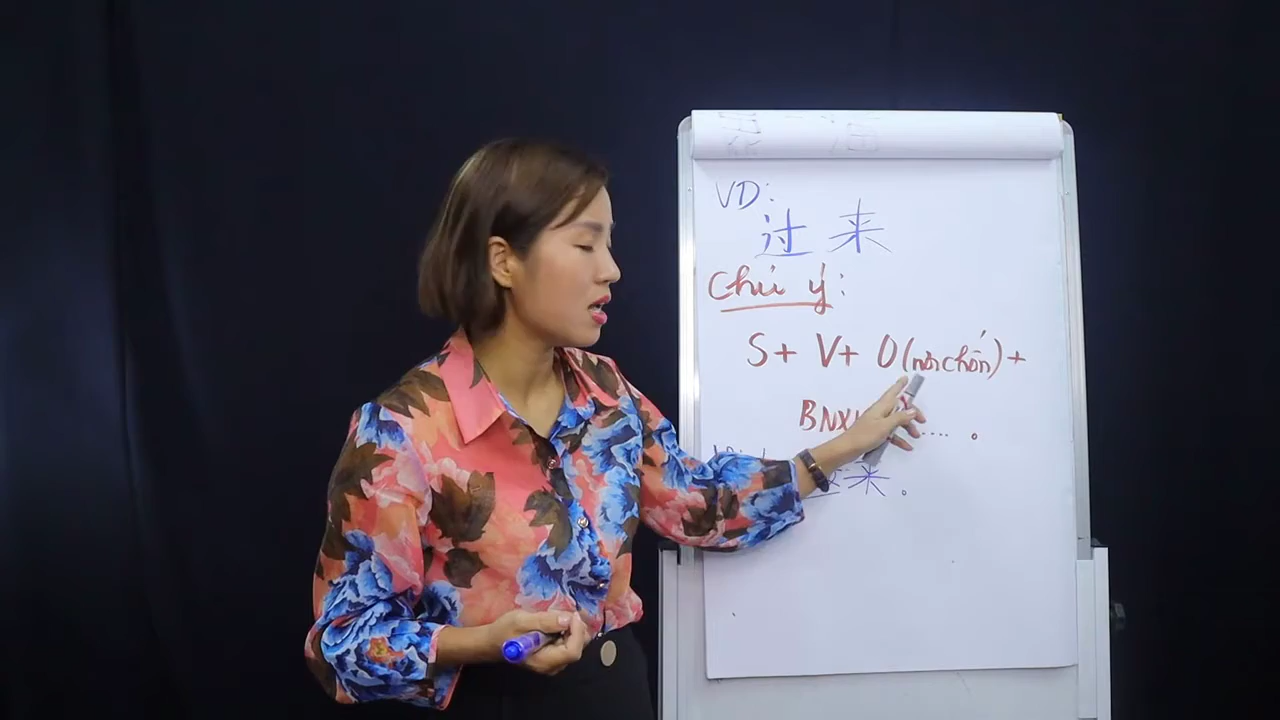 VD:
过来
Chú ý:
S + V + O (nơi chốn) +
.... .
来 。